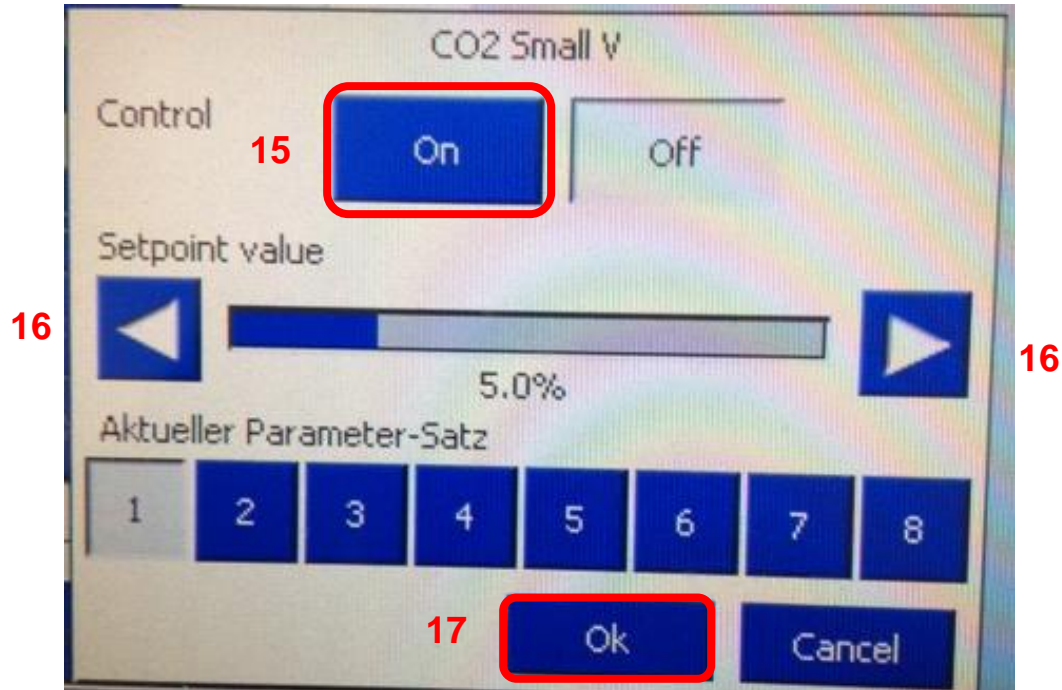 CO2 Small V
Control
15
On
Off
Setpoint value
16
16
5.0%
Aktueller Parameter-Satz
1 2 3 4 5 6 7 8
17
Ok
Cancel